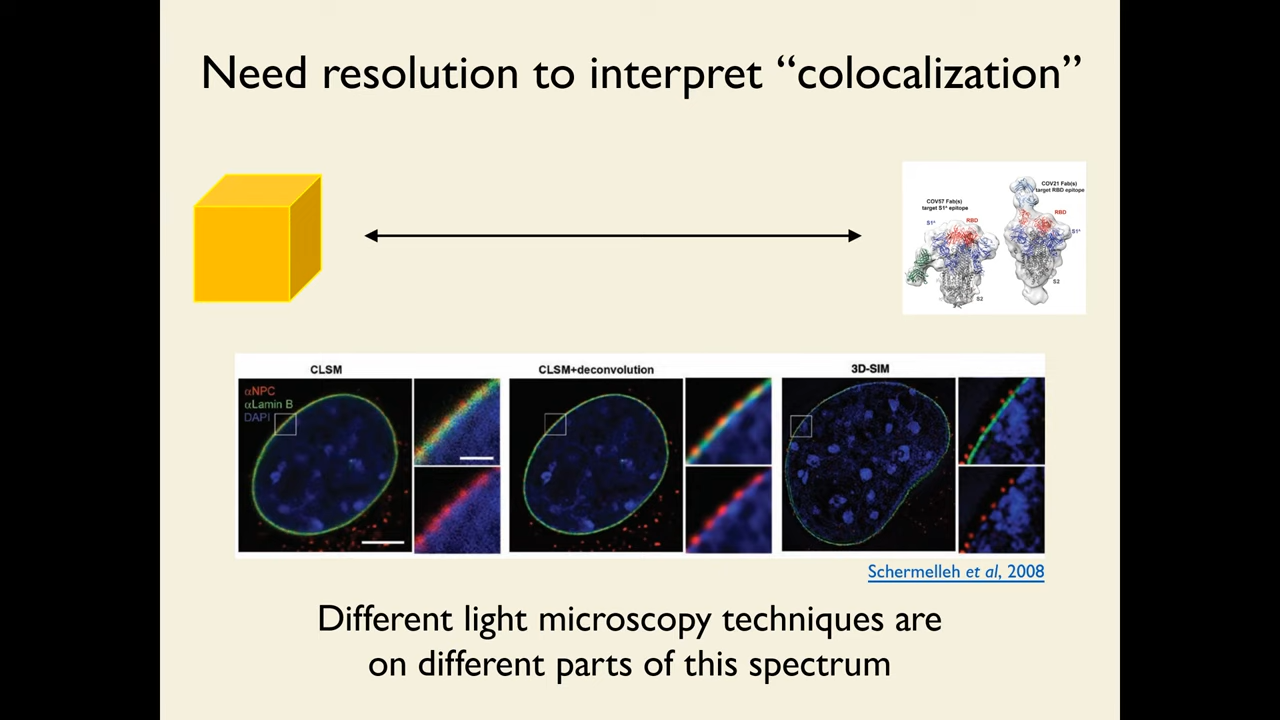 Need resolution to interpret “colocalization”
COV57 Fab(s)
target S1ᴬ epitope
COV21 Fab(s)
target RBD epitope
S1ᴬ
RBD
S2
RBD
S1ᴬ
S2
CLSM
CLSM+deconvolution
3D-SIM
αNPC
αLamin B
DAPI
Schermelleh et al, 2008
Different light microscopy techniques are
on different parts of this spectrum